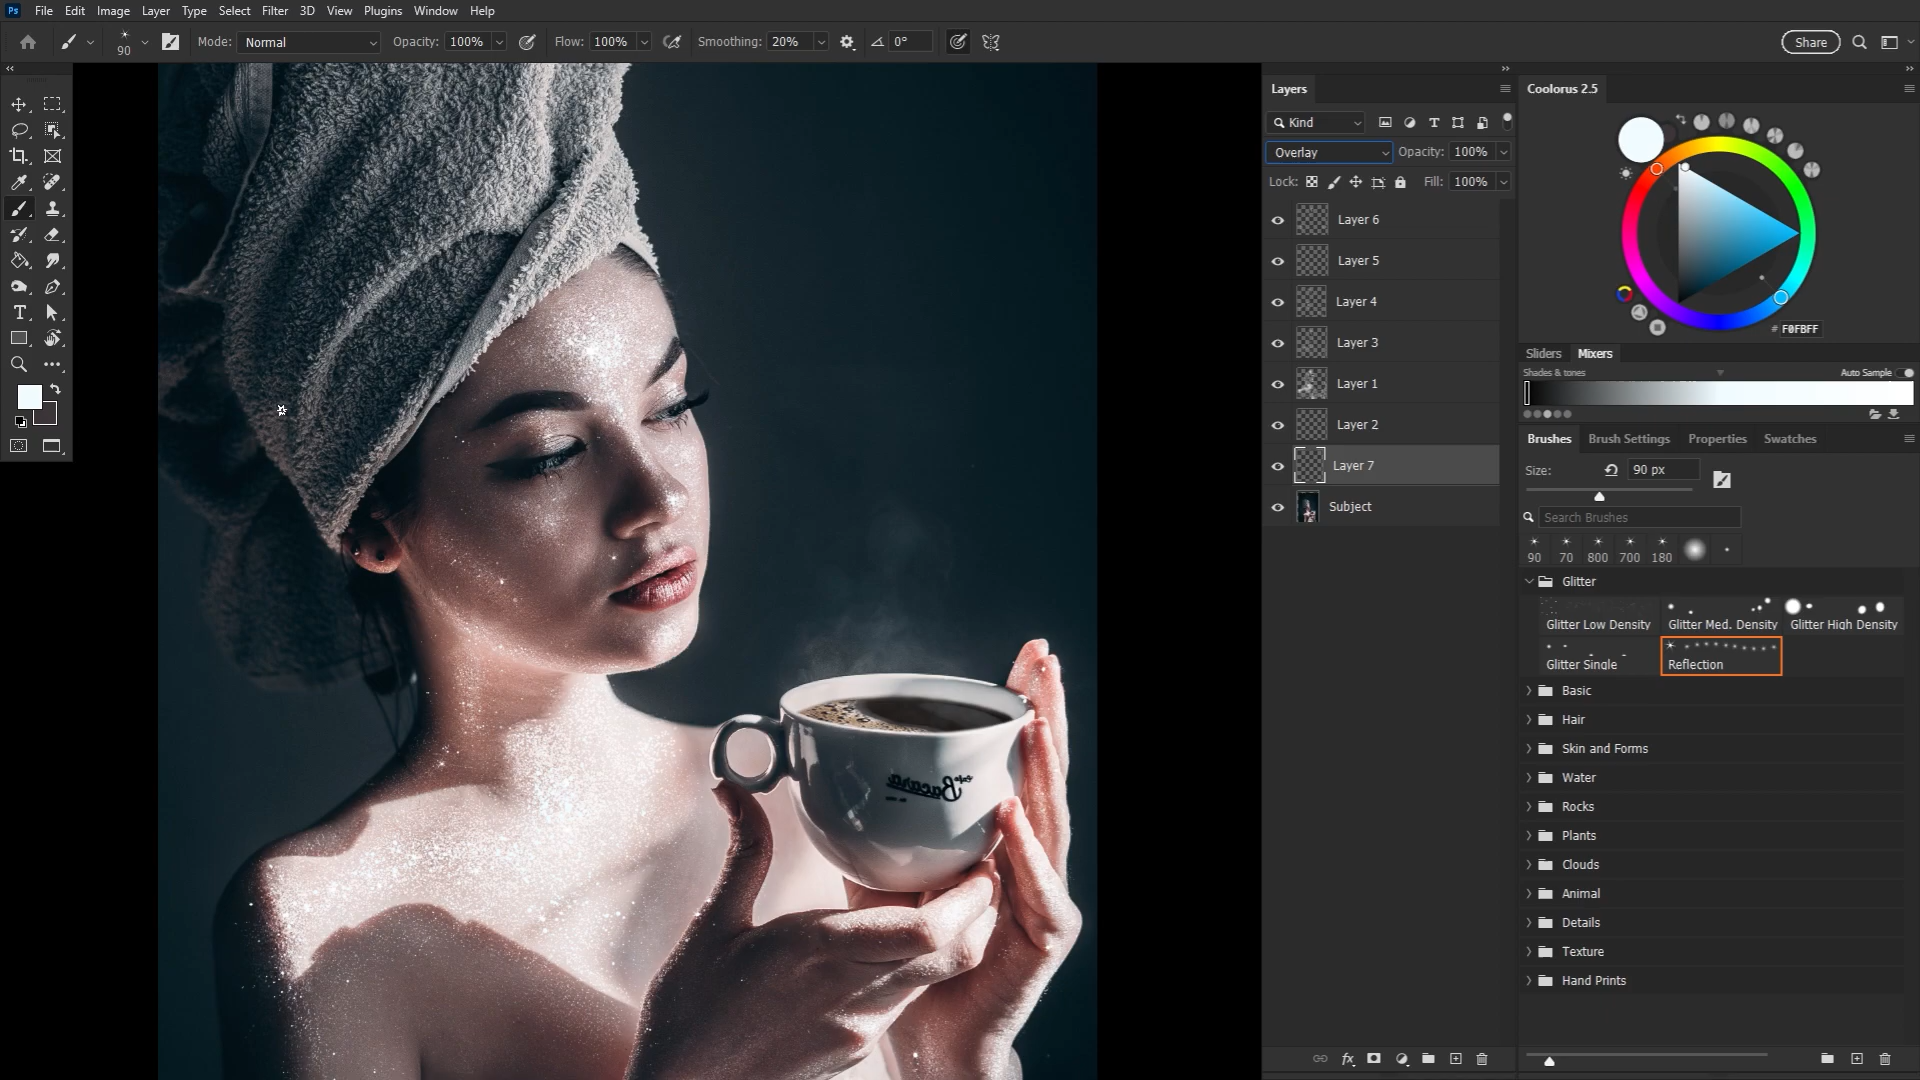 Ps File Edit Image Layer Type Select Filter 3D View Plugins Window Help
90 Mode: Normal Opacity: 100% Flow: 100% Smoothing: 20% 0° Share
Layers
Kind
Overlay Opacity: 100%
Lock: Fill: 100%
Layer 6
Layer 5
Layer 4
Layer 3
Layer 1
Layer 2
Layer 7
Subject
fx
Coolorus 2.5
# F0FBFF
Sliders Mixers
Shades & tones Auto Sample
Brushes Brush Settings Properties Swatches
Size: 90 px
Search Brushes
90 70 800 700 180
Glitter
Glitter Low Density Glitter Med. Density Glitter High Density
Glitter Single Reflection
Basic
Hair
Skin and Forms
Water
Rocks
Plants
Clouds
Animal
Details
Texture
Hand Prints
Bacara